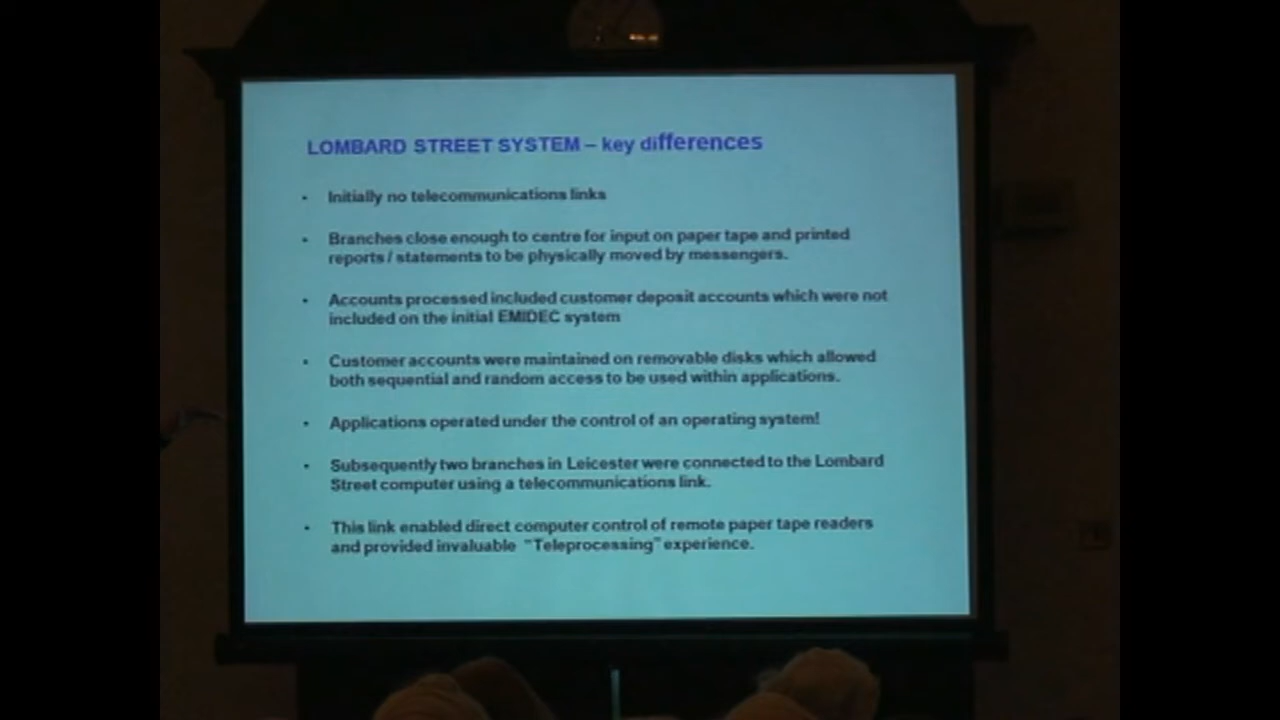 LOMBARD STREET SYSTEM – key differences
• Initially no telecommunications links
• Branches close enough to centre for input on paper tape and printed
reports / statements to be physically moved by messengers.
• Accounts processed included customer deposit accounts which were not
included on the initial EMIDEC system
• Customer accounts were maintained on removable disks which allowed
both sequential and random access to be used within applications.
• Applications operated under the control of an operating system!
• Subsequently two branches in Leicester were connected to the Lombard
Street computer using a telecommunications link.
• This link enabled direct computer control of remote paper tape readers
and provided invaluable “Teleprocessing” experience.